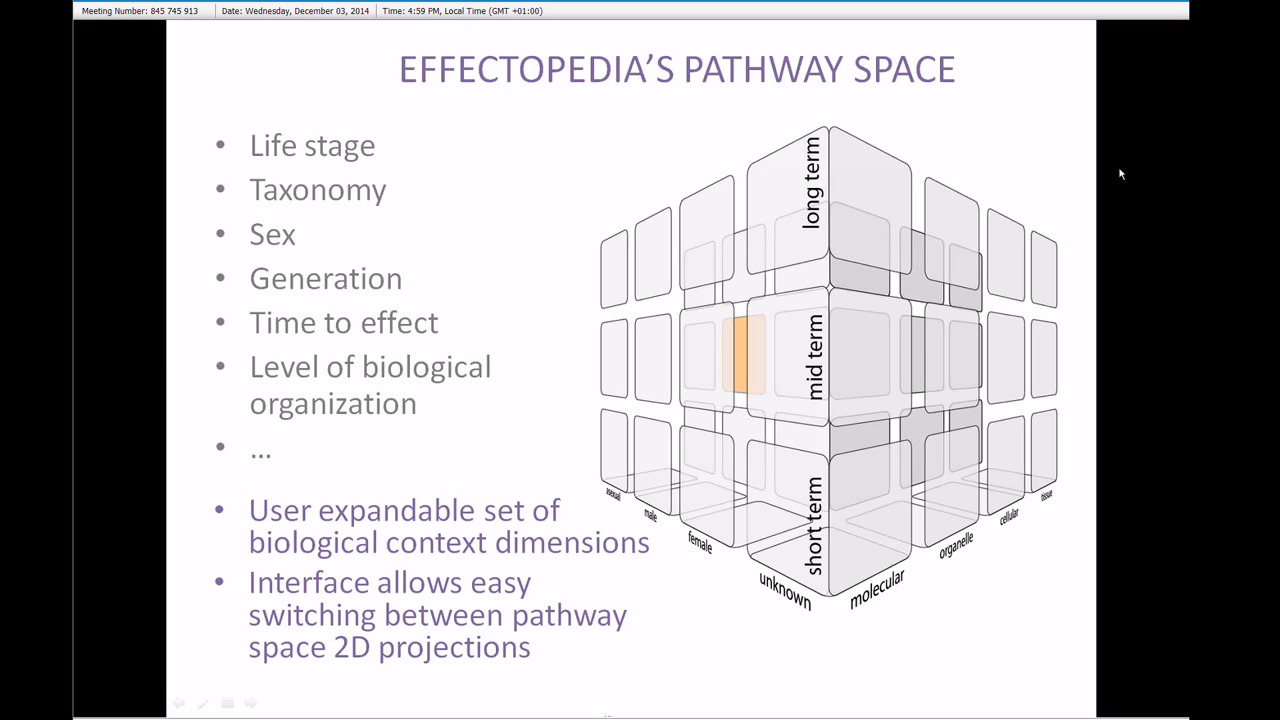 Meeting Number: 845 745 913 Date: Wednesday, December 03, 2014 Time: 4:59 PM, Local Time (GMT +01:00)
EFFECTOPEDIA'S PATHWAY SPACE
• Life stage
• Taxonomy
• Sex
• Generation
• Time to effect
• Level of biological
organization
• ...
• User expandable set of
biological context dimensions
• Interface allows easy
switching between pathway
space 2D projections
long term
mid term
short term
asexual
male
female
unknown
molecular
organelle
cellular
tissue